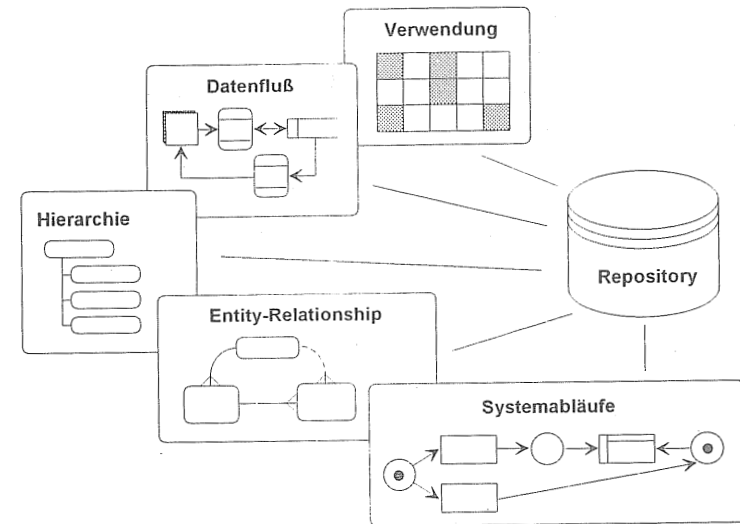 Verwendung
Datenfluß
Hierarchie
Repository
Entity-Relationship
Systemabläufe